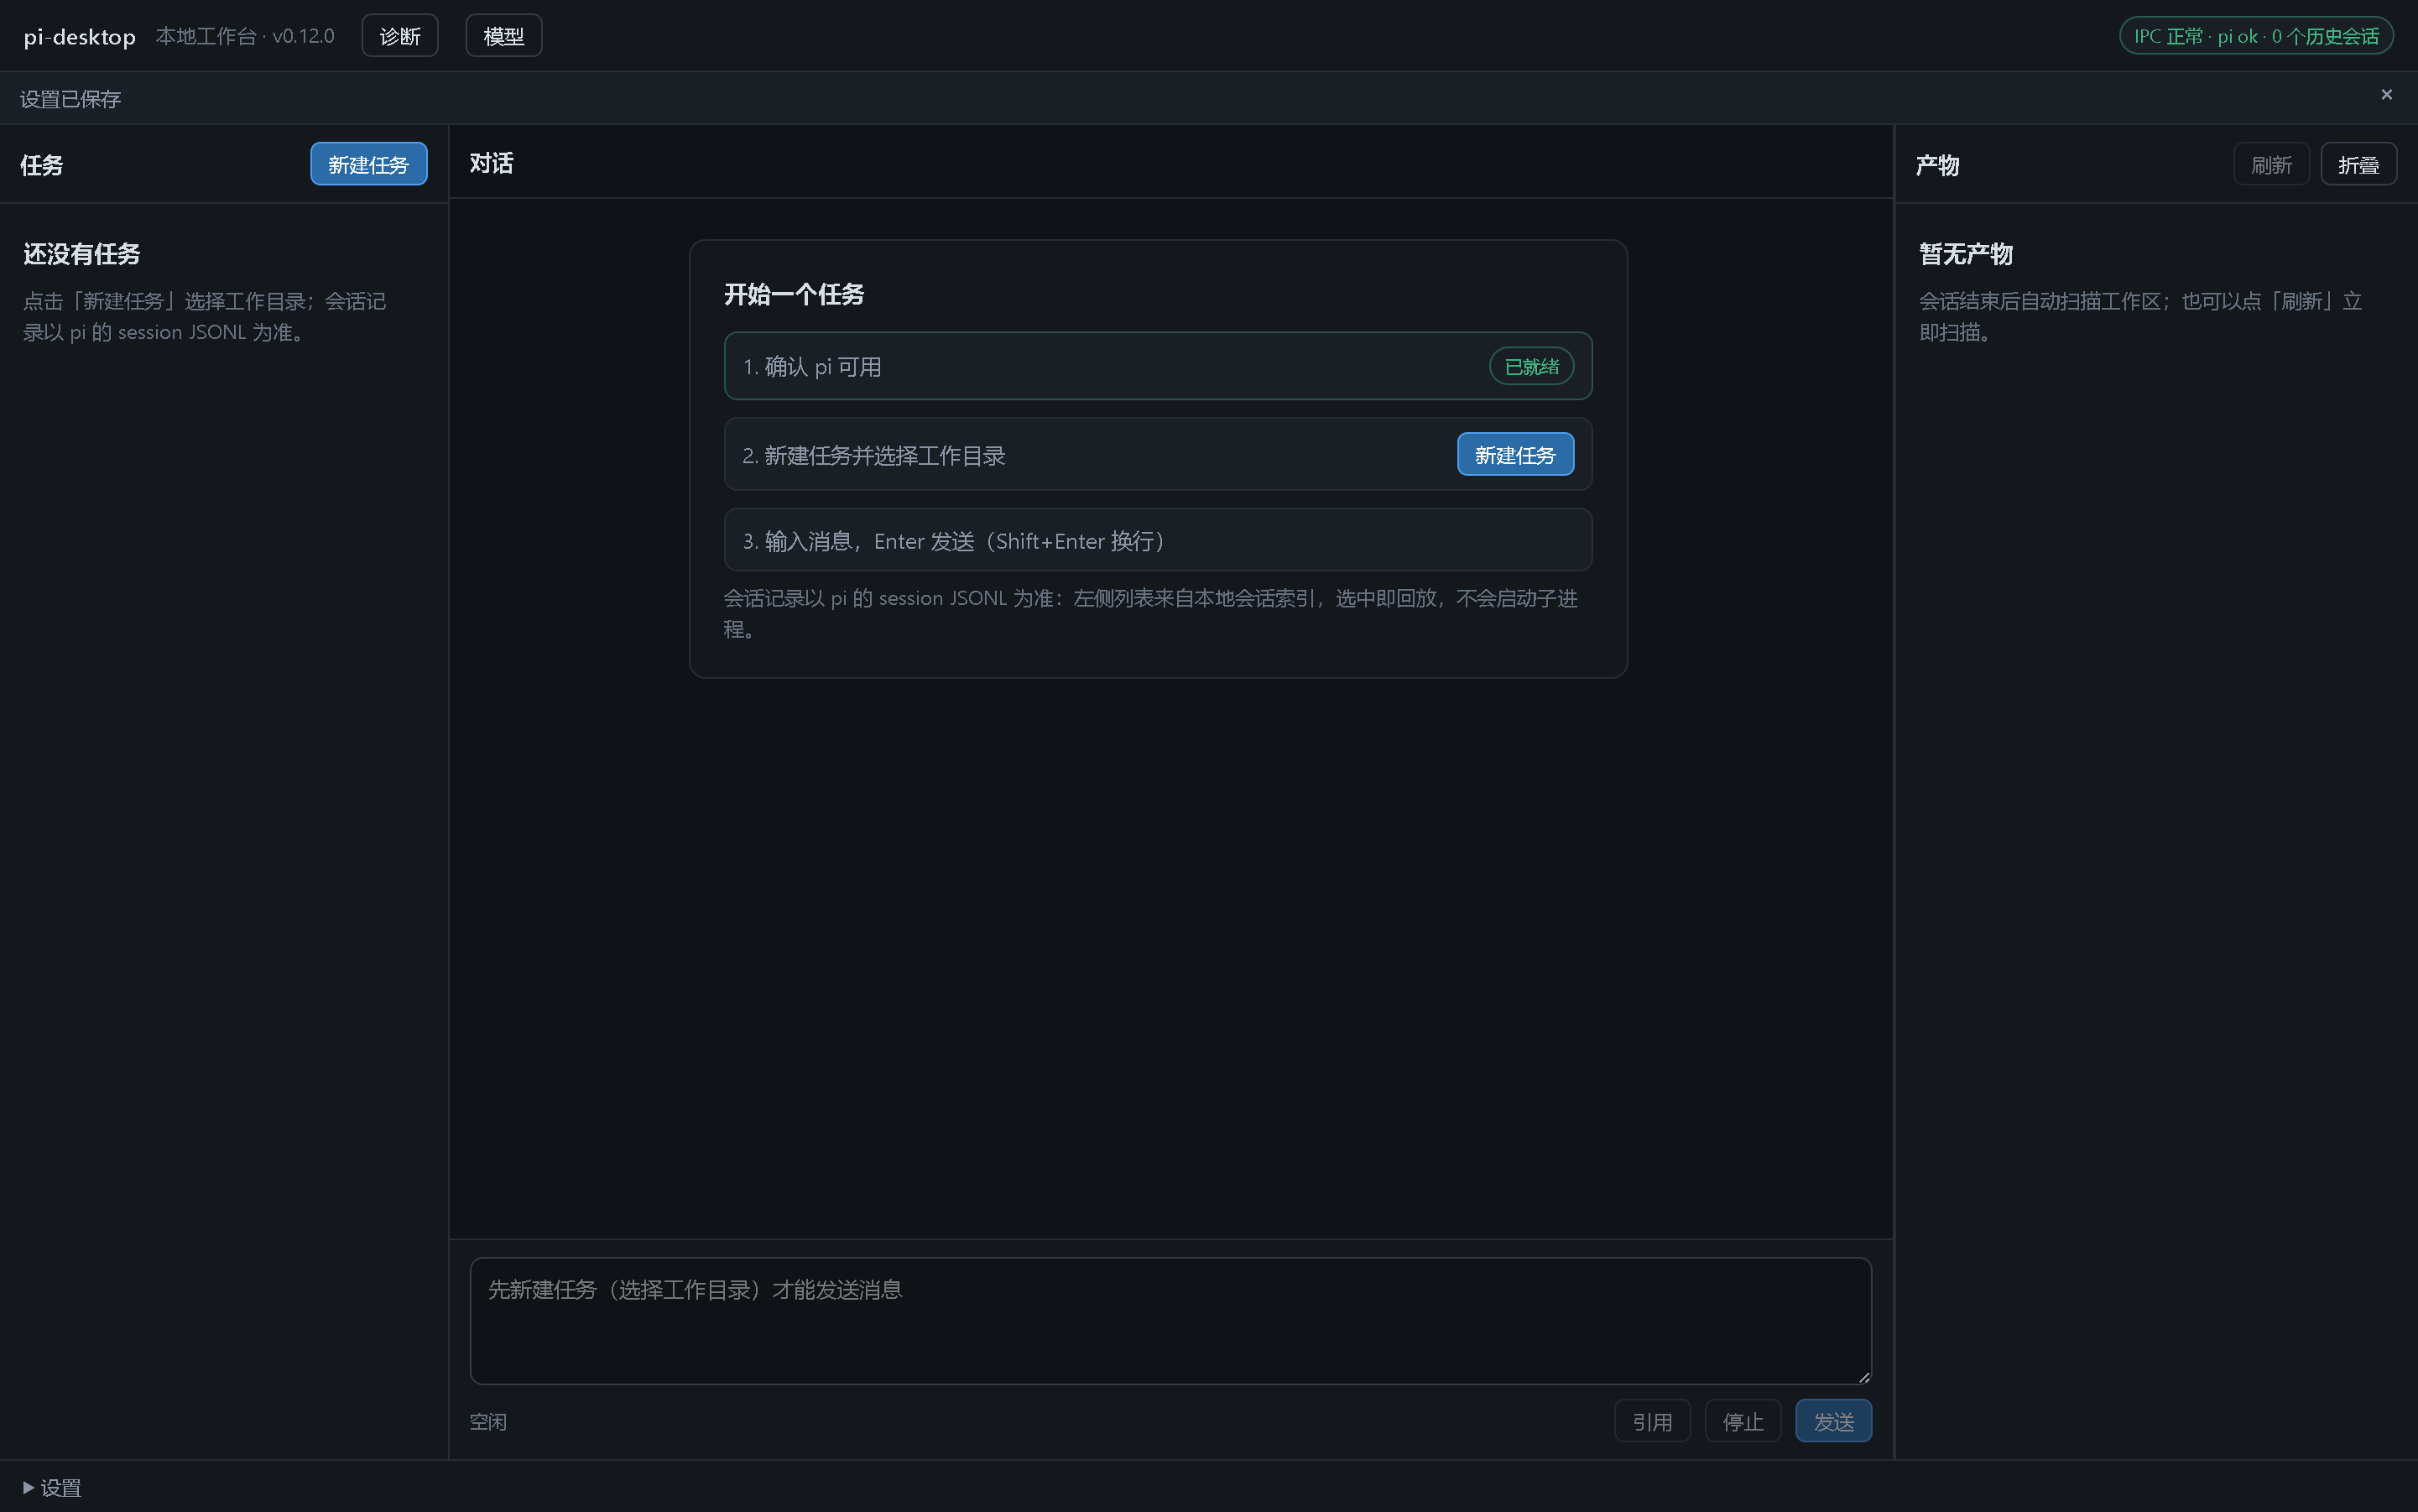 pi-desktop 本地工作台 · v0.12.0 诊断 模型 IPC 正常 · pi ok · 0 个历史会话
设置已保存 ×
任务 新建任务
还没有任务
点击「新建任务」选择工作目录；会话记
录以 pi 的 session JSONL 为准。
对话
开始一个任务
1. 确认 pi 可用 已就绪
2. 新建任务并选择工作目录 新建任务
3. 输入消息，Enter 发送（Shift+Enter 换行）
会话记录以 pi 的 session JSONL 为准：左侧列表来自本地会话索引，选中即回放，不会启动子进
程。
先新建任务（选择工作目录）才能发送消息
空闲 引用 停止 发送
产物 刷新 折叠
暂无产物
会话结束后自动扫描工作区；也可以点「刷新」立
即扫描。
▶ 设置